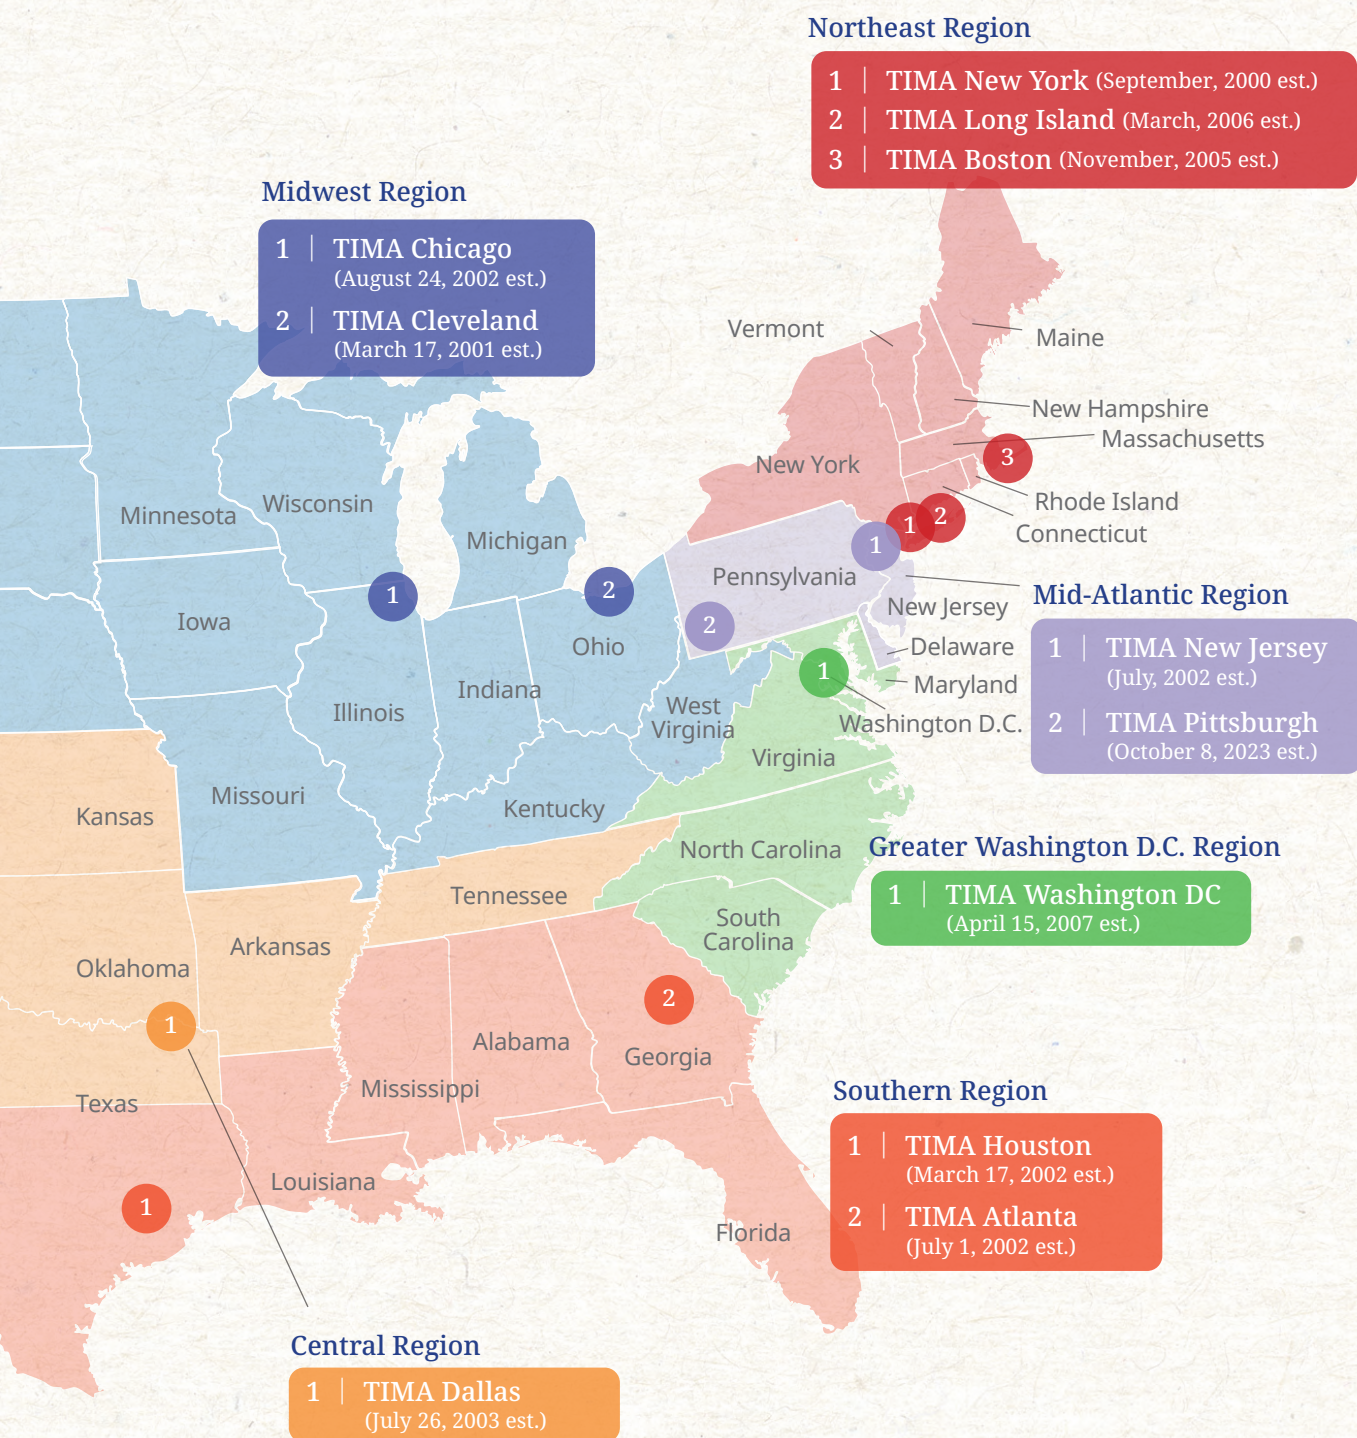 Northeast Region
1 | TIMA New York (September, 2000 est.)
2 | TIMA Long Island (March, 2006 est.)
3 | TIMA Boston (November, 2005 est.)
Midwest Region
1 | TIMA Chicago
(August 24, 2002 est.)
2 | TIMA Cleveland
(March 17, 2001 est.)
Vermont
Maine
New Hampshire
Massachusetts
New York
3
Rhode Island
Connecticut
1
2
1
Minnesota
Wisconsin
Michigan
Pennsylvania
1
2
2
Iowa
Ohio
New Jersey
Delaware
Maryland
Washington D.C.
1
Mid-Atlantic Region
1 | TIMA New Jersey
(July, 2002 est.)
2 | TIMA Pittsburgh
(October 8, 2023 est.)
Illinois
Indiana
West
Virginia
Virginia
Kansas
Missouri
Kentucky
North Carolina
Greater Washington D.C. Region
1 | TIMA Washington DC
(April 15, 2007 est.)
Tennessee
South
Carolina
Oklahoma
Arkansas
1
2
Alabama
Georgia
Mississippi
Texas
Southern Region
1 | TIMA Houston
(March 17, 2002 est.)
2 | TIMA Atlanta
(July 1, 2002 est.)
Louisiana
1
Florida
Central Region
1 | TIMA Dallas
(July 26, 2003 est.)